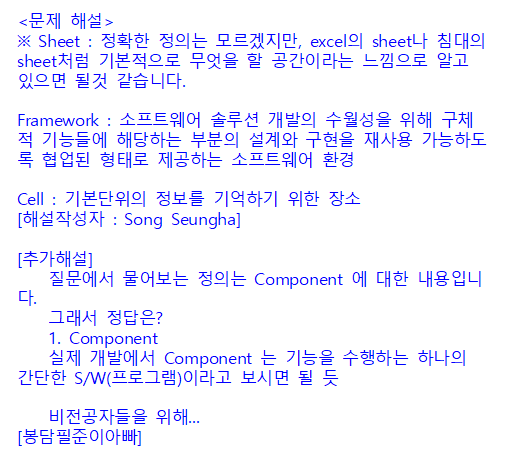 <문제 해설>
※ Sheet : 정확한 정의는 모르겠지만, excel의 sheet나 침대의
sheet처럼 기본적으로 무엇을 할 공간이라는 느낌으로 알고
있으면 될것 같습니다.
Framework : 소프트웨어 솔루션 개발의 수월성을 위해 구체
적 기능들에 해당하는 부분의 설계와 구현을 재사용 가능하도
록 협업된 형태로 제공하는 소프트웨어 환경
Cell : 기본단위의 정보를 기억하기 위한 장소
[해설작성자 : Song Seungha]
[추가해설]
질문에서 물어보는 정의는 Component 에 대한 내용입니
다.
그래서 정답은?
1. Component
실제 개발에서 Component 는 기능을 수행하는 하나의
간단한 S/W(프로그램)이라고 보시면 될 듯
비전공자들을 위해...
[봉담필준이아빠]